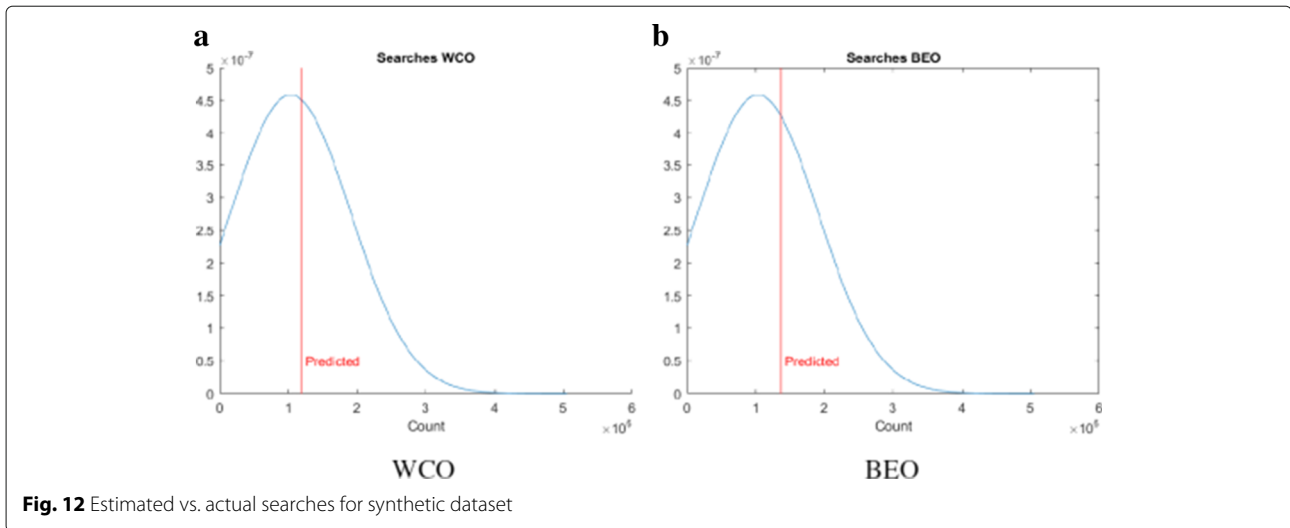 a
Searches WCO
×10⁻⁷
5
4.5
4
3.5
3
2.5
2
1.5
1
0.5
0
Predicted
0 1 2 3 4 5 6
Count
×10⁶
WCO
b
Searches BEO
×10⁻⁷
5
4.5
4
3.5
3
2.5
2
1.5
1
0.5
0
Predicted
0 1 2 3 4 5 6
Count
×10⁶
BEO
Fig. 12 Estimated vs. actual searches for synthetic dataset